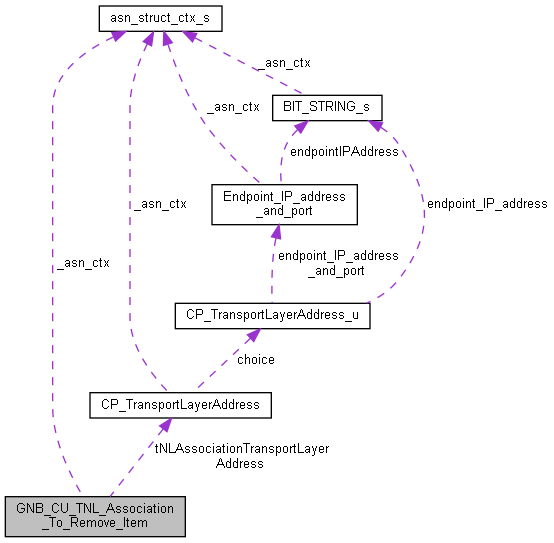 asn_struct_ctx_s
_asn_ctx
BIT_STRING_s
_asn_ctx
endpointIPAddress
Endpoint_IP_address
_and_port
_asn_ctx
endpoint_IP_address
endpoint_IP_address
_and_port
_asn_ctx
CP_TransportLayerAddress_u
choice
CP_TransportLayerAddress
tNLAssociationTransportLayer
Address
GNB_CU_TNL_Association
_To_Remove_Item